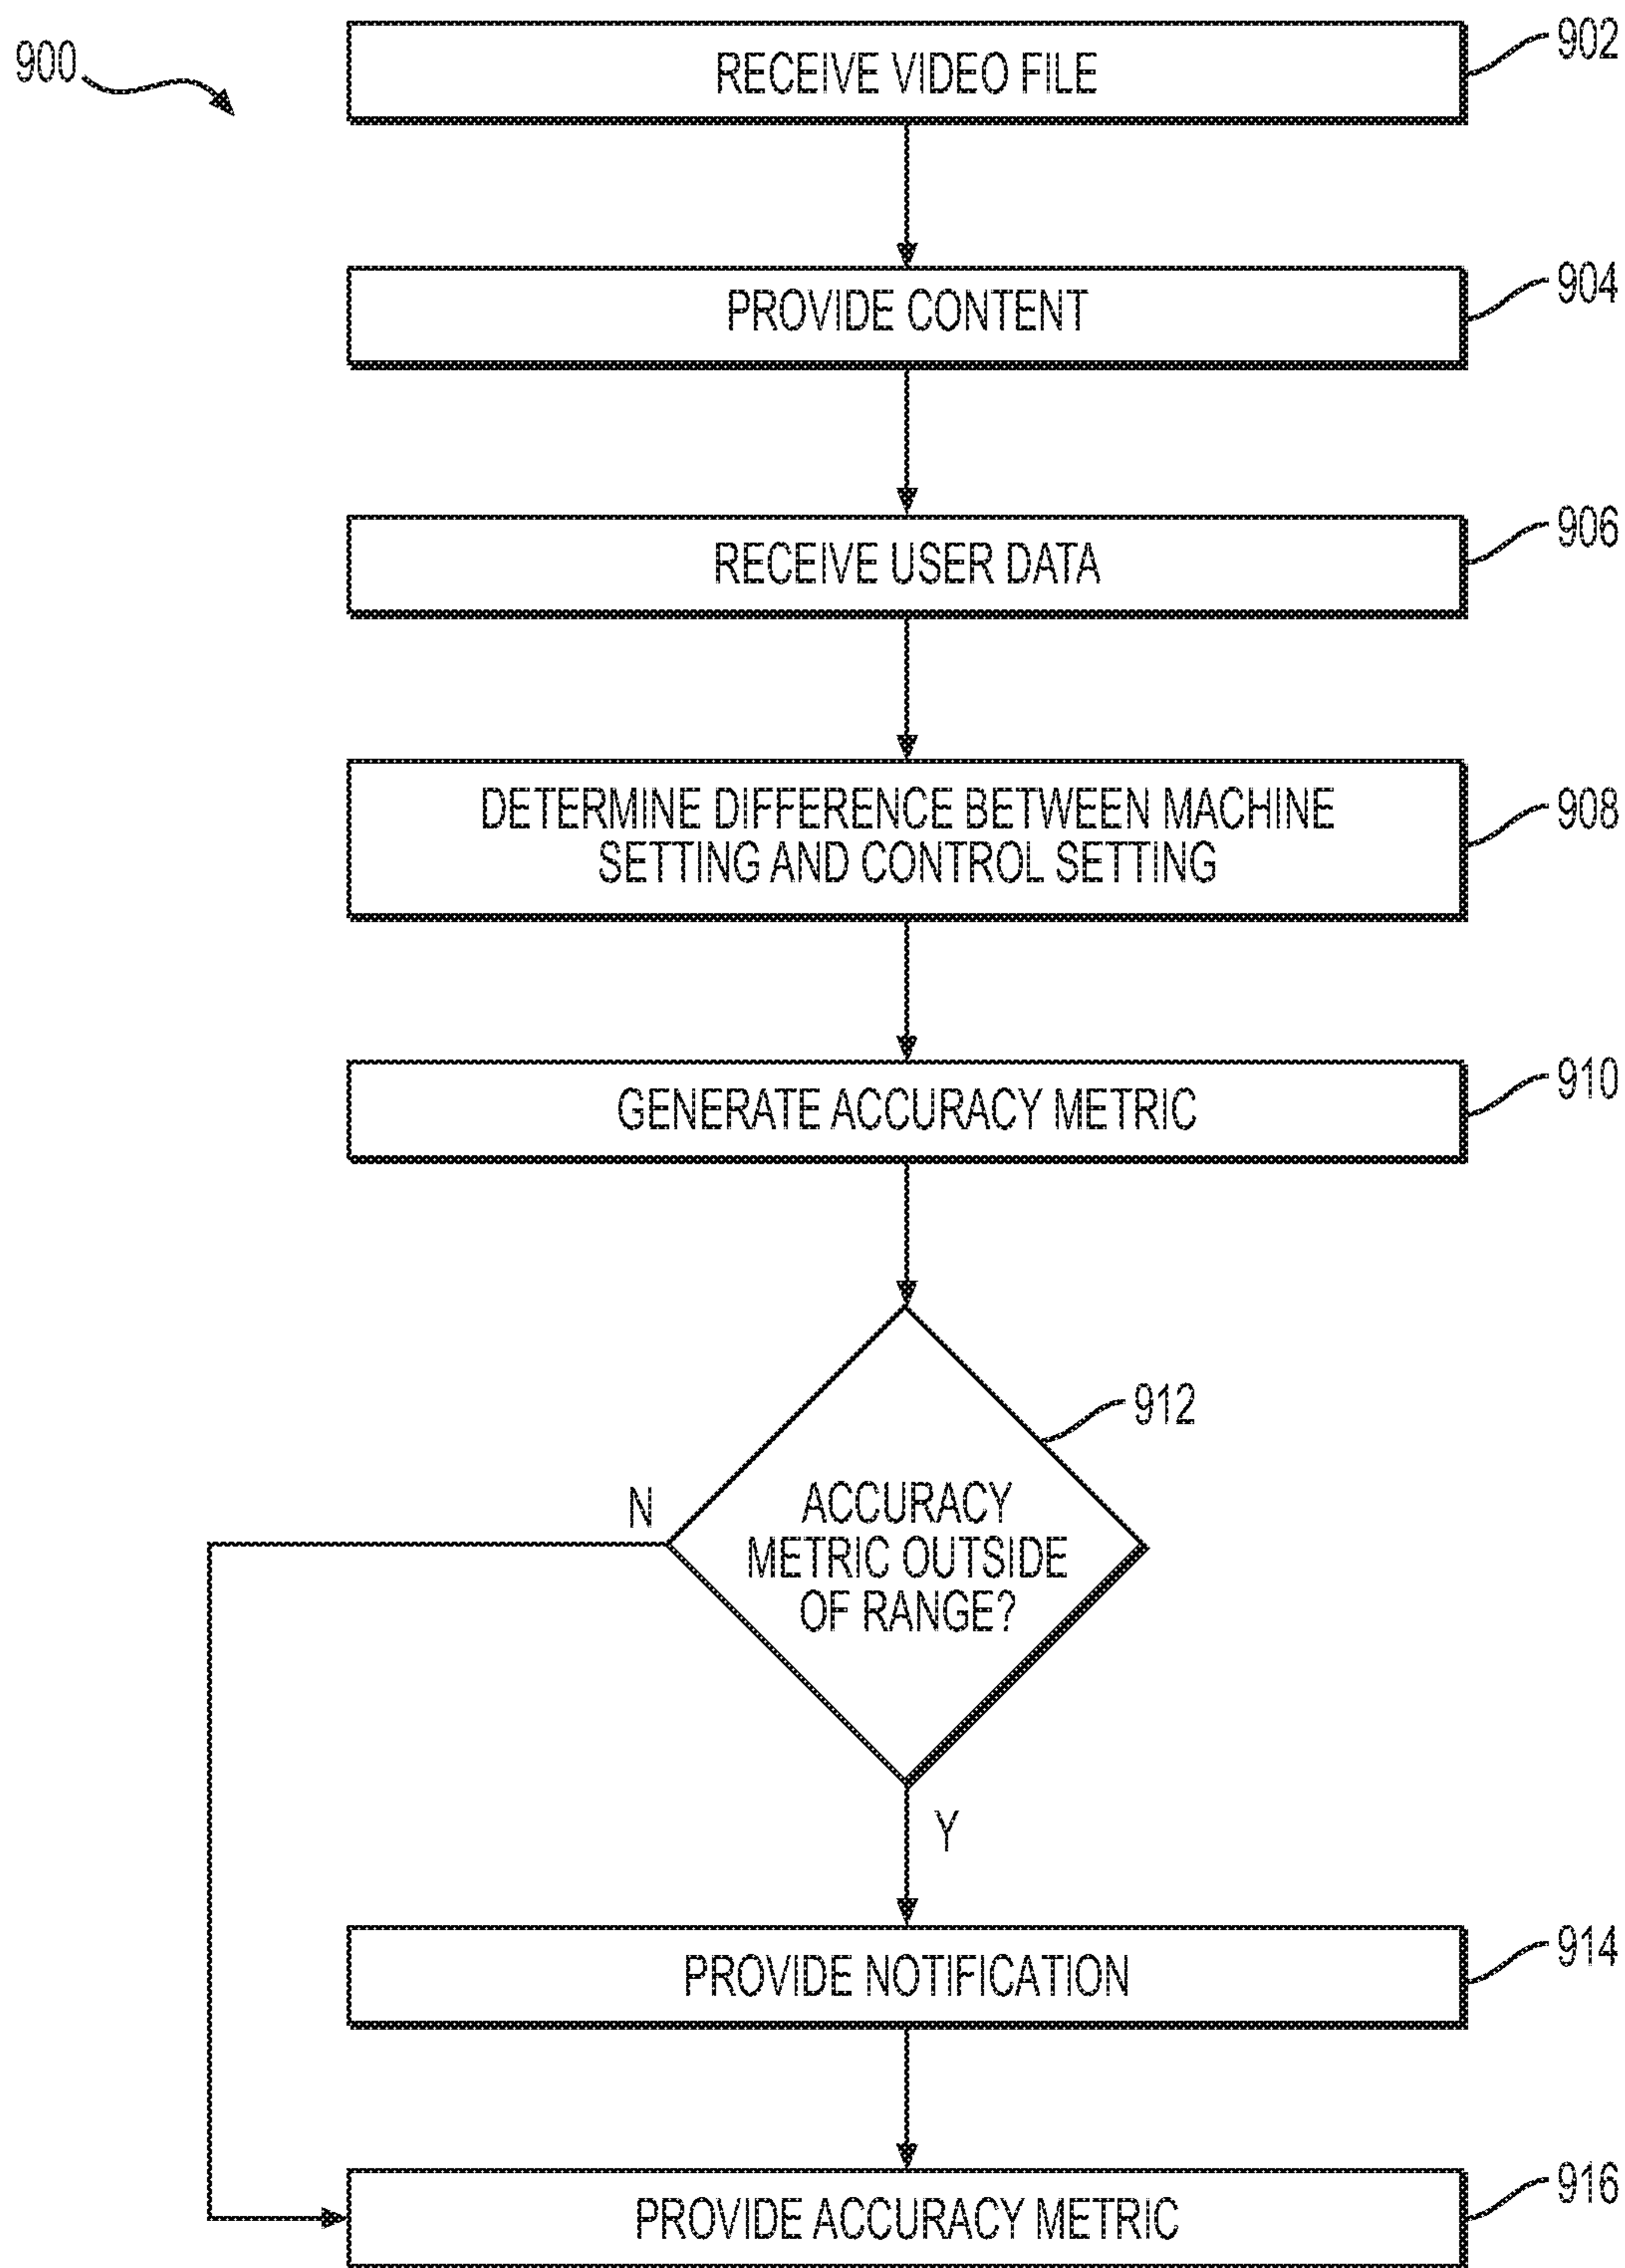 900
RECEIVE VIDEO FILE
902
PROVIDE CONTENT
904
RECEIVE USER DATA
906
DETERMINE DIFFERENCE BETWEEN MACHINE
SETTING AND CONTROL SETTING
908
GENERATE ACCURACY METRIC
910
912
ACCURACY
METRIC OUTSIDE
OF RANGE?
N
Y
PROVIDE NOTIFICATION
914
PROVIDE ACCURACY METRIC
916